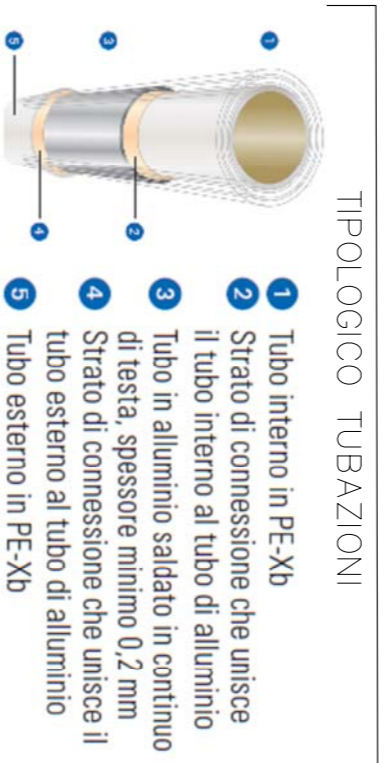 TIPOLOGICO TUBAZIONI
1 Tubo interno in PE-Xb
2 Strato di connessione che unisce
il tubo interno al tubo di alluminio
3 Tubo in alluminio saldato in continuo
di testa, spessore minimo 0,2 mm
4 Strato di connessione che unisce il
tubo esterno al tubo di alluminio
5 Tubo esterno in PE-Xb
1
3
5
2
4